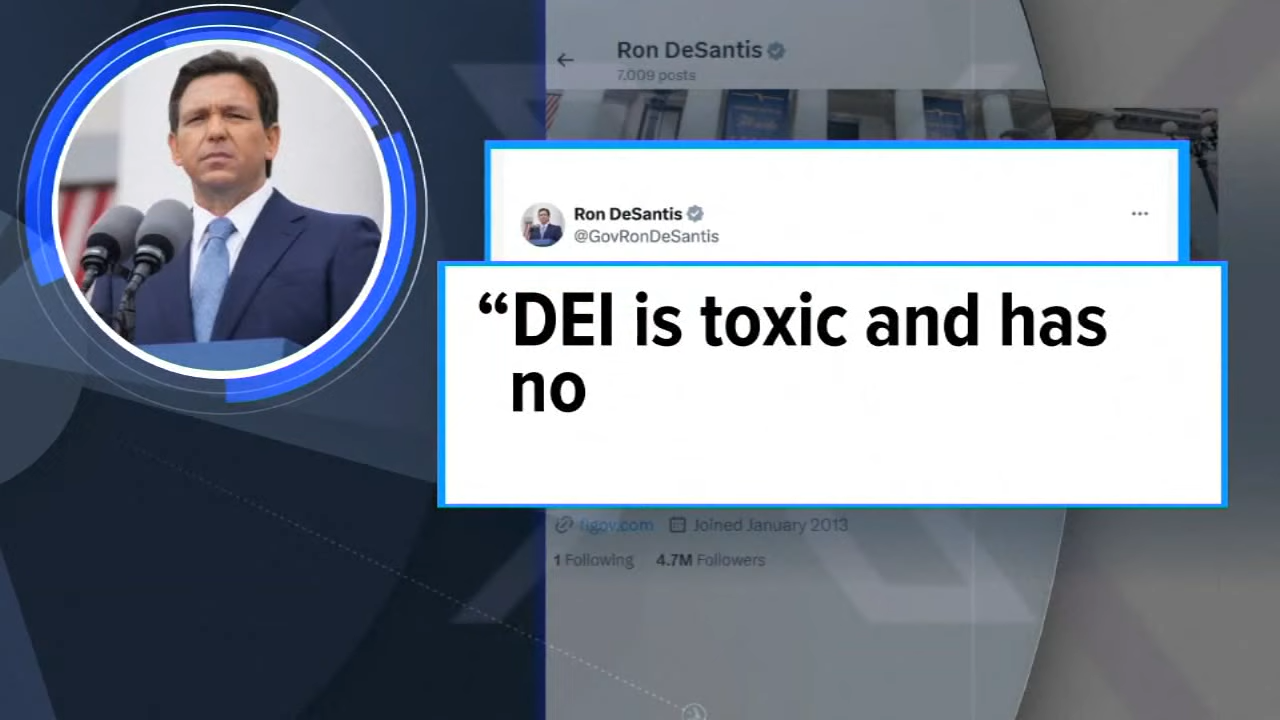 Ron DeSantis
7,009 posts
Ron DeSantis
@GovRonDeSantis
“DEI is toxic and has
no
flgov.com Joined January 2013
1 Following 4.7M Followers